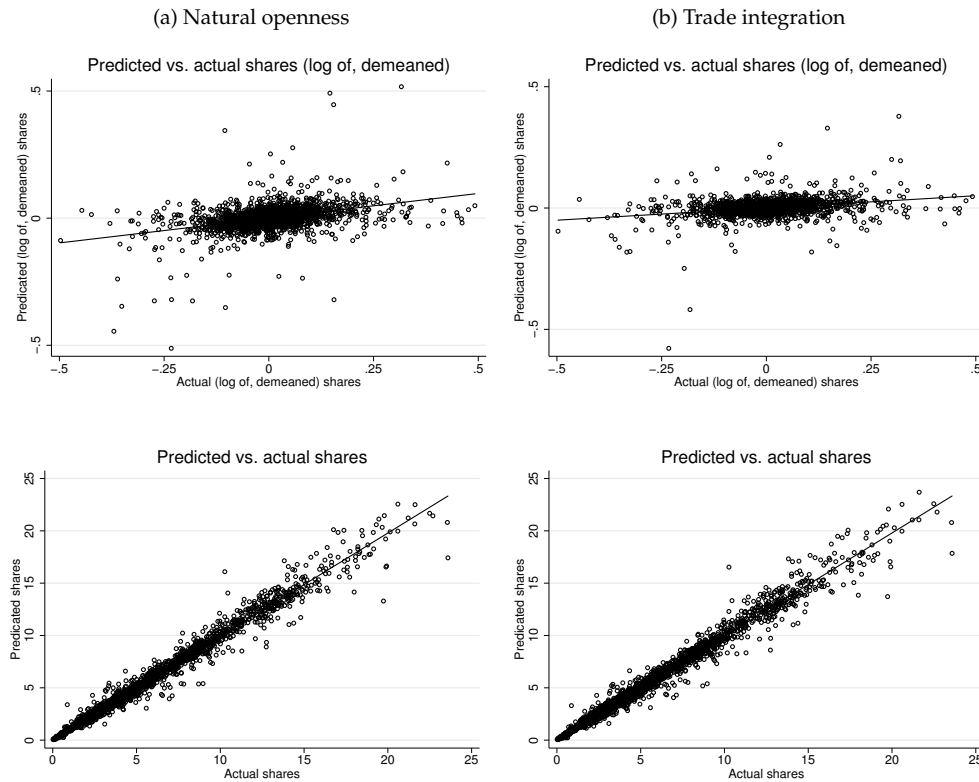 (a) Natural openness
(b) Trade integration
Predicted vs. actual shares (log of, demeaned)
Predicated (log of, demeaned) shares
.5
0
-.5
-.5 -.25 0 .25 .5
Actual (log of, demeaned) shares
Predicted vs. actual shares (log of, demeaned)
Predicated (log of, demeaned) shares
.5
0
-.5
-.5 -.25 0 .25 .5
Actual (log of, demeaned) shares
Predicted vs. actual shares
Predicated shares
25
20
15
10
5
0
0 5 10 15 20 25
Actual shares
Predicted vs. actual shares
Predicated shares
25
20
15
10
5
0
0 5 10 15 20 25
Actual shares